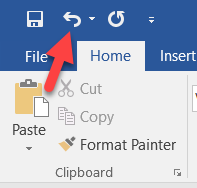 File Home Insert
Cut
Copy
Paste
Format Painter
Clipboard